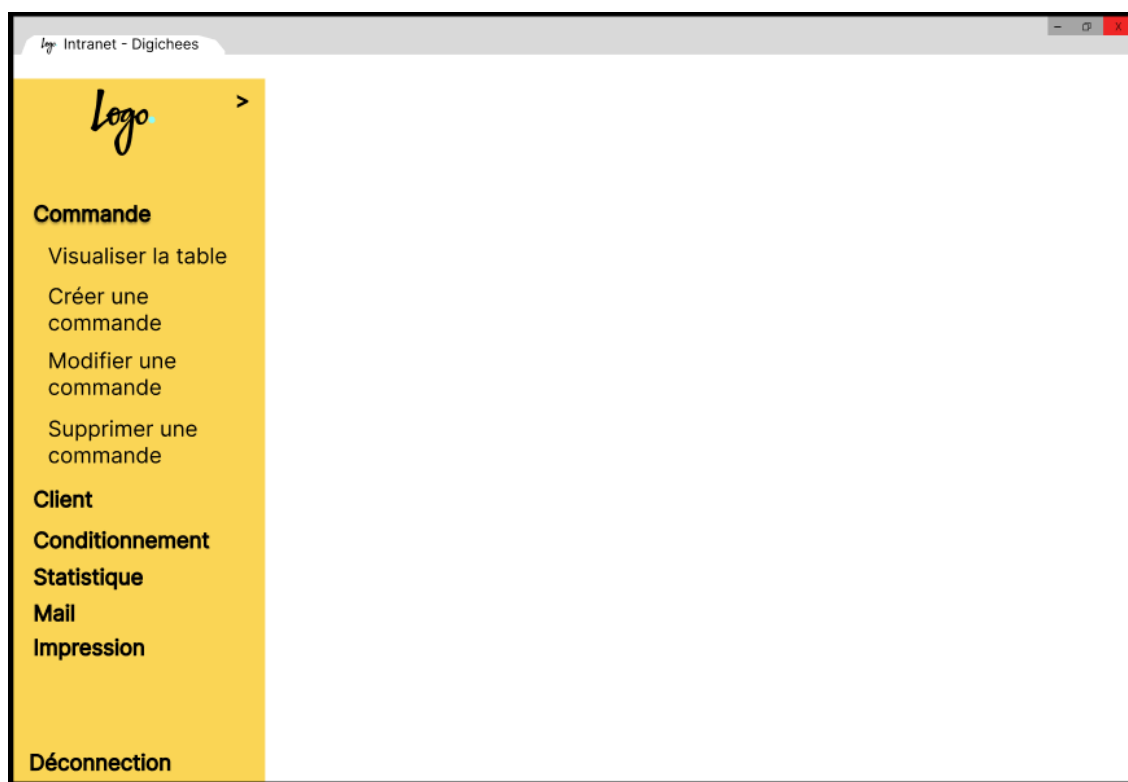 Logo Intranet - Digichees
X
Logo.
>
Commande
Visualiser la table
Créer une
commande
Modifier une
commande
Supprimer une
commande
Client
Conditionnement
Statistique
Mail
Impression
Déconnection